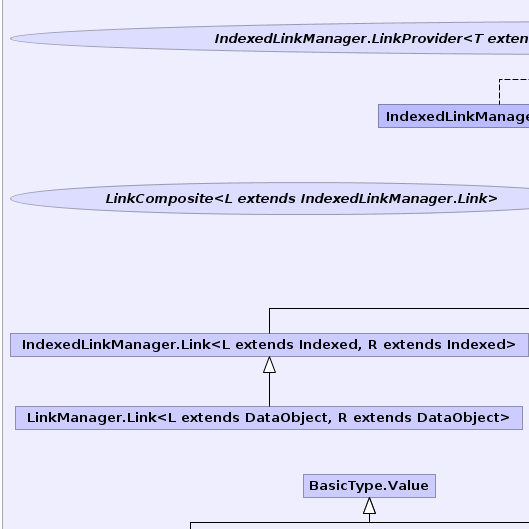 IndexedLinkManager.LinkProvider<T exten
IndexedLinkManage
LinkComposite<L extends IndexedLinkManager.Link>
IndexedLinkManager.Link<L extends Indexed, R extends Indexed>
LinkManager.Link<L extends DataObject, R extends DataObject>
BasicType.Value